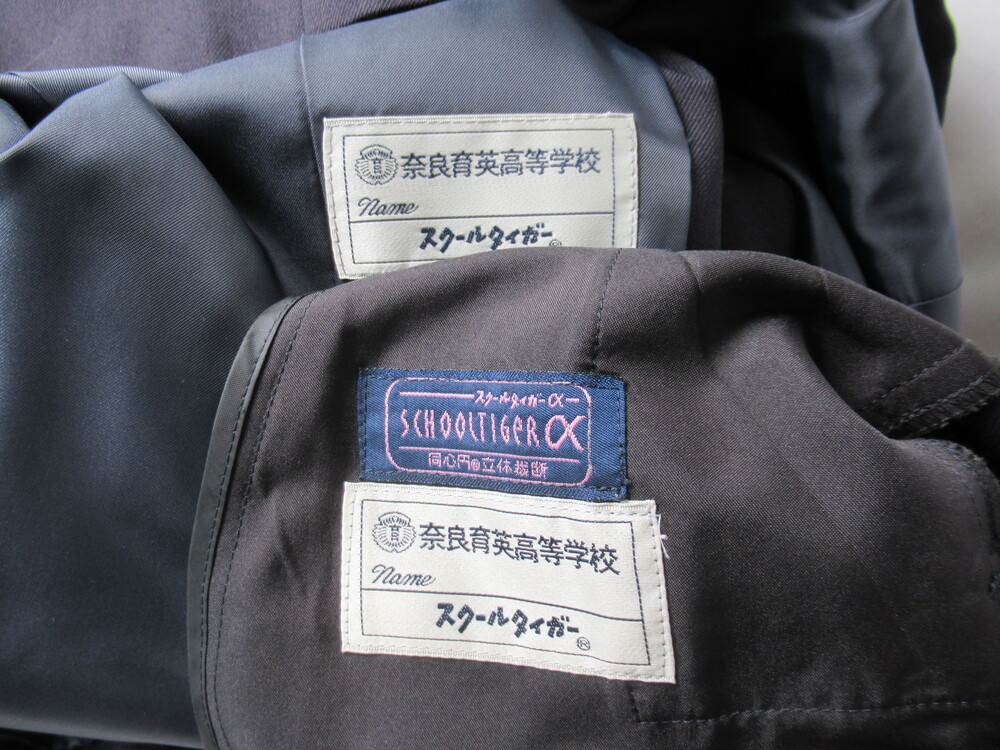 育
奈良育英高等学校
Name
スクールタイガー®
スクールタイガーα
SCHOOLTIGER α
同心円®立体裁断
育
奈良育英高等学校
Name
スクールタイガー®